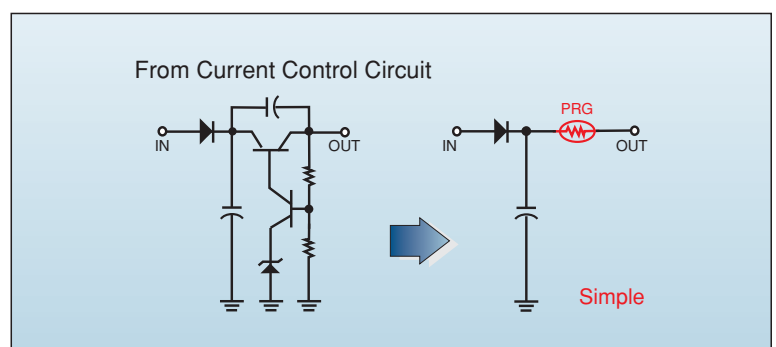 From Current Control Circuit
IN
OUT
PRG
IN
OUT
Simple